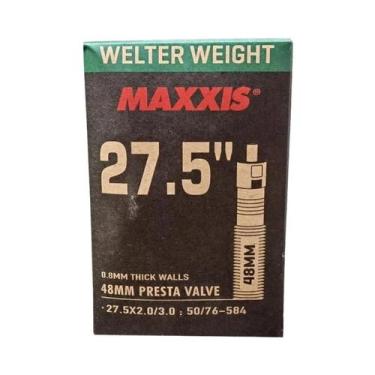 WELTER WEIGHT
MAXXIS®
27.5"
48MM
0.8MM THICK WALLS
48MM PRESTA VALVE
· 27.5X2.0/3.0 : 50/76-584